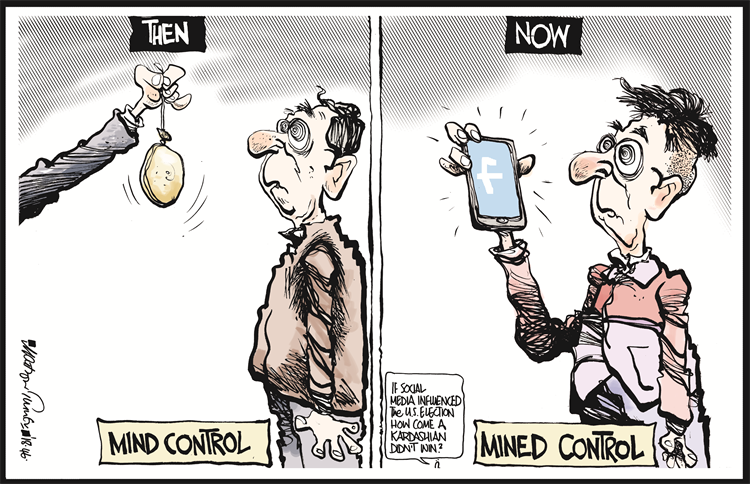 THEN
NOW
f
MIND CONTROL
IF SOCIAL
MEDIA INFLUENCED
THE U.S. ELECTION
HOW COME A
KARDASHIAN
DIDN'T WIN?
MINED CONTROL